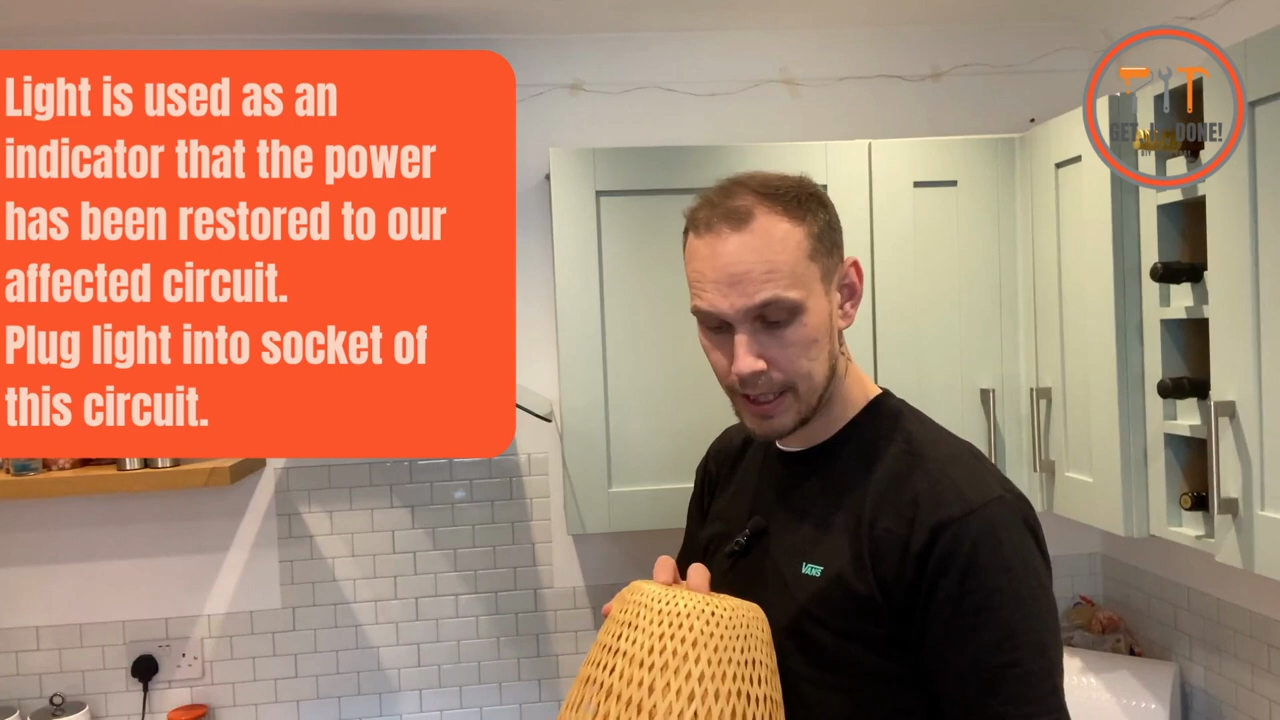 Light is used as an
indicator that the power
has been restored to our
affected circuit.
Plug light into socket of
this circuit.
GET IT DONE!
VANS